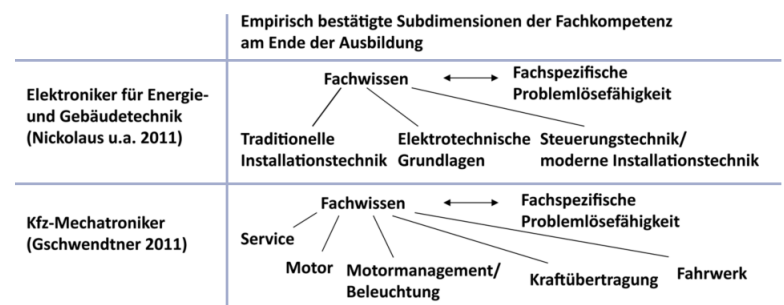 Empirisch bestätigte Subdimensionen der Fachkompetenz
am Ende der Ausbildung
Elektroniker für Energie-
und Gebäudetechnik
(Nickolaus u.a. 2011)
Fachwissen
Fachspezifische
Problemlösefähigkeit
Traditionelle
Installationstechnik
Elektrotechnische
Grundlagen
Steuerungstechnik/
moderne Installationstechnik
Kfz-Mechatroniker
(Gschwendtner 2011)
Fachwissen
Fachspezifische
Problemlösefähigkeit
Service
Motor
Motormanagement/
Beleuchtung
Kraftübertragung
Fahrwerk